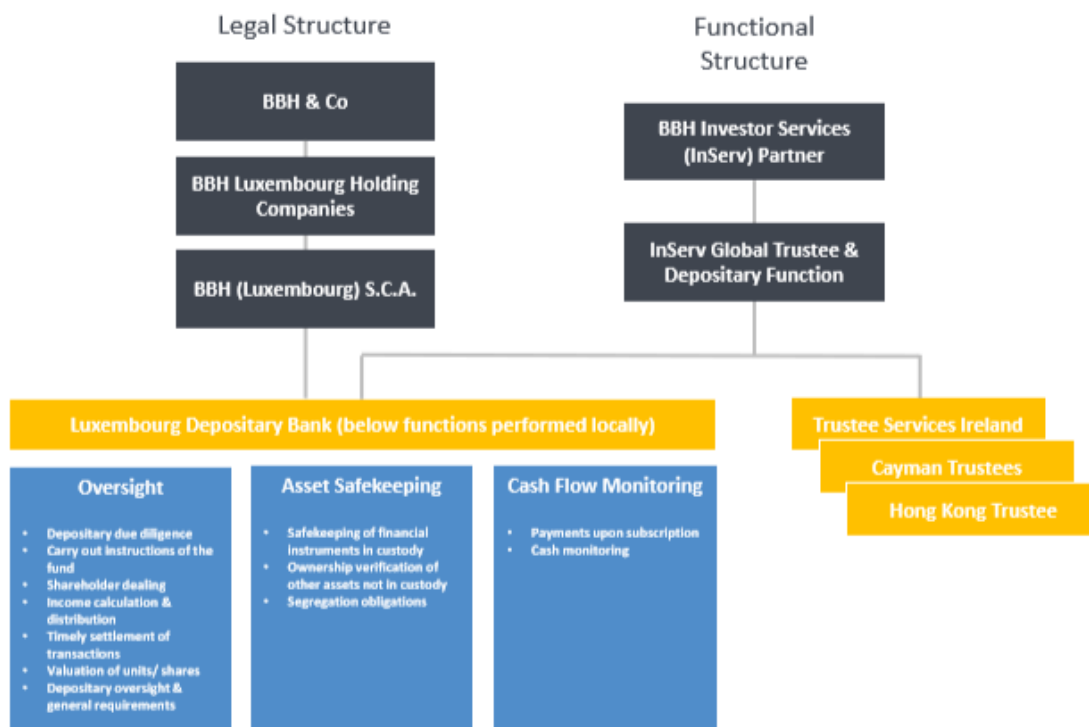 Legal Structure
Functional
Structure
BBH & Co
BBH Luxembourg Holding
Companies
BBH (Luxembourg) S.C.A.
BBH Investor Services
(InServ) Partner
InServ Global Trustee &
Depositary Function
Luxembourg Depositary Bank (below functions performed locally)
Trustee Services Ireland
Cayman Trustees
Hong Kong Trustee
Oversight
• Depositary due diligence
• Carry out instructions of the
fund
• Shareholder dealing
• Income calculation &
distribution
• Timely settlement of
transactions
• Valuation of units/ shares
• Depositary oversight &
general requirements
Asset Safekeeping
• Safekeeping of financial
instruments in custody
• Ownership verification of
other assets not in custody
• Segregation obligations
Cash Flow Monitoring
• Payments upon subscription
• Cash monitoring